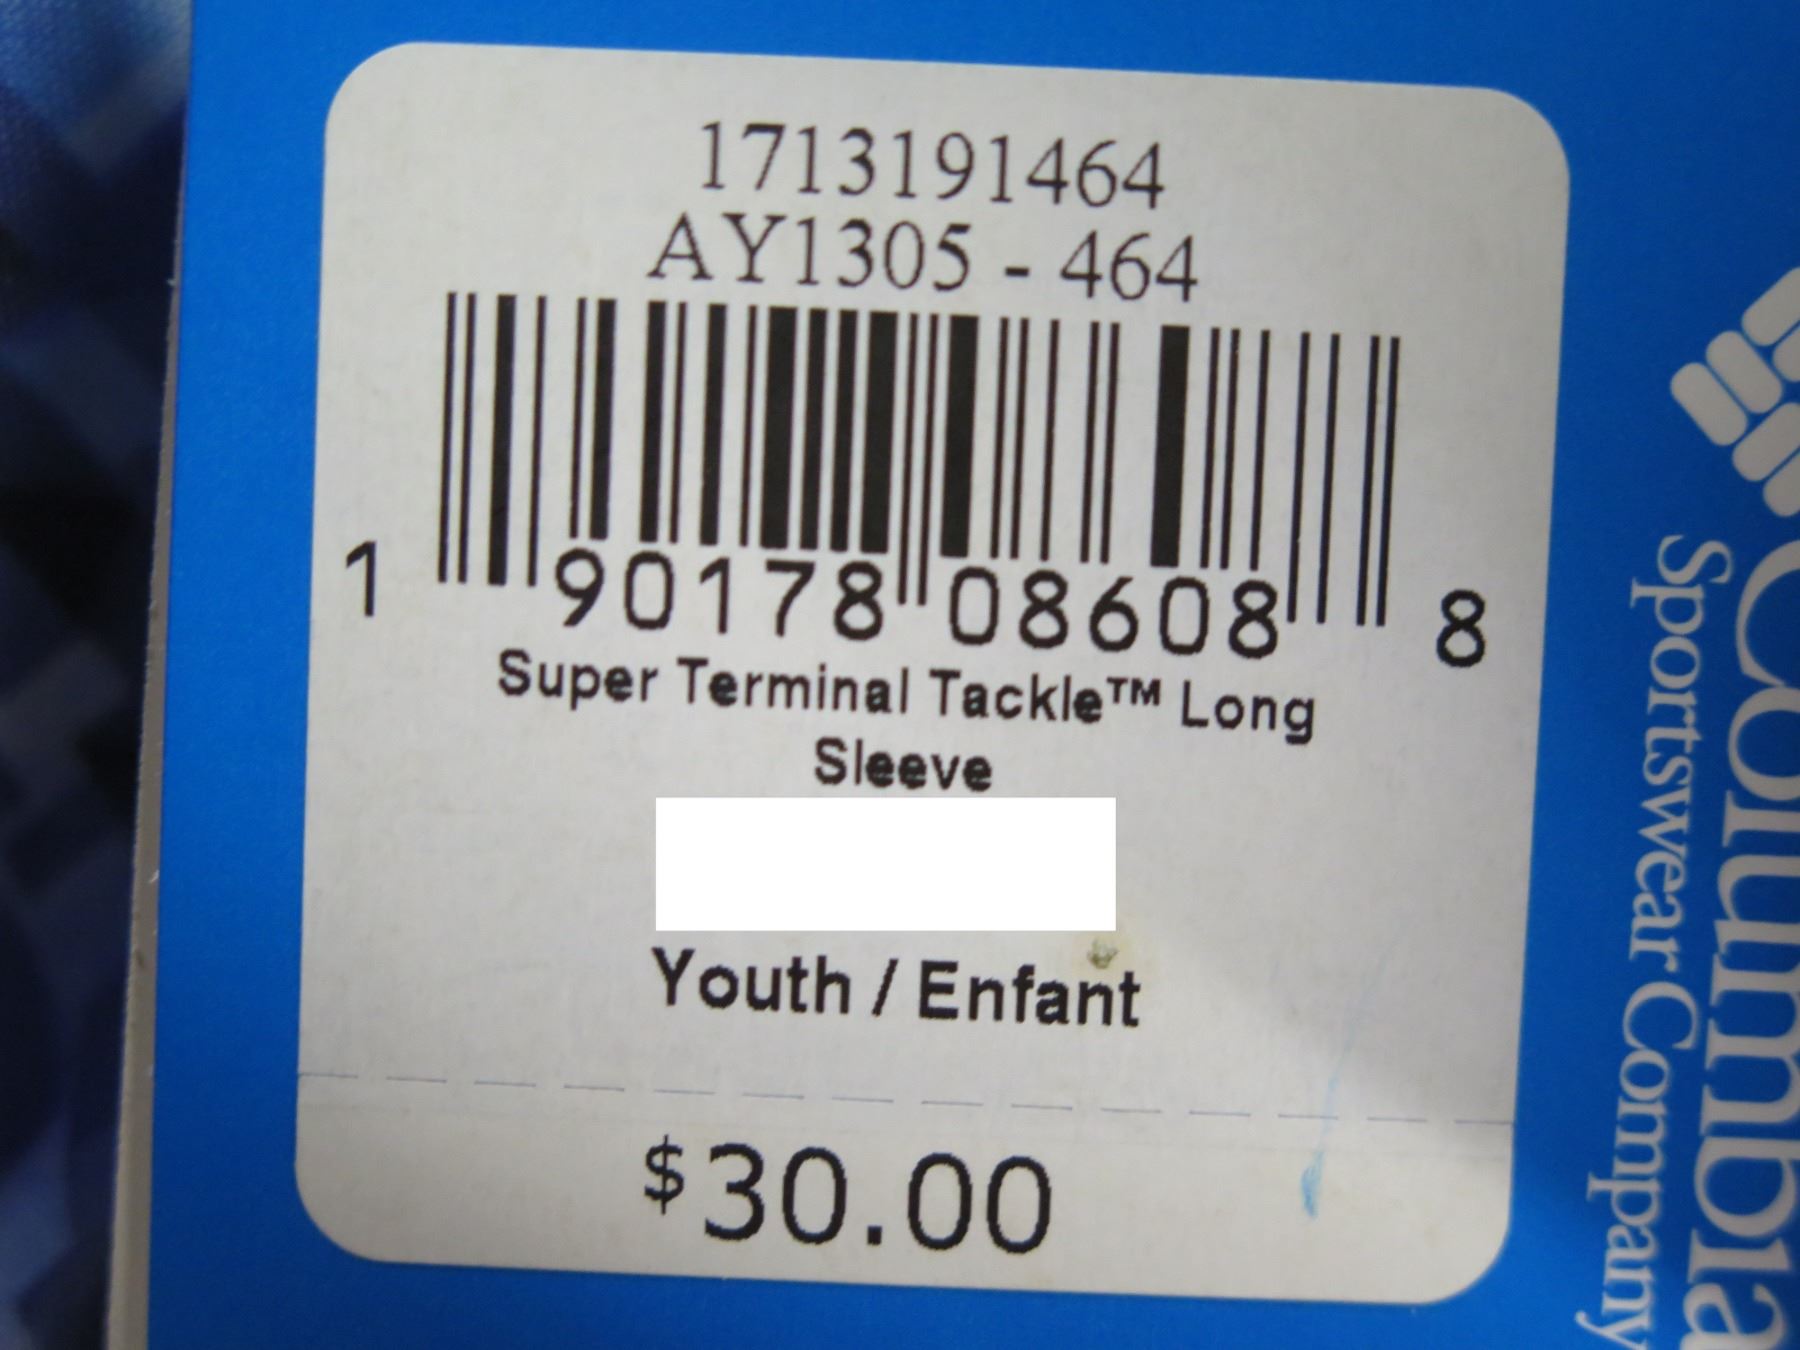 1713191464
AY1305 - 464
1 90178 08608 8
Super Terminal Tackle™ Long
Sleeve
Youth / Enfant
$30.00
Columbia
Sportswear Company